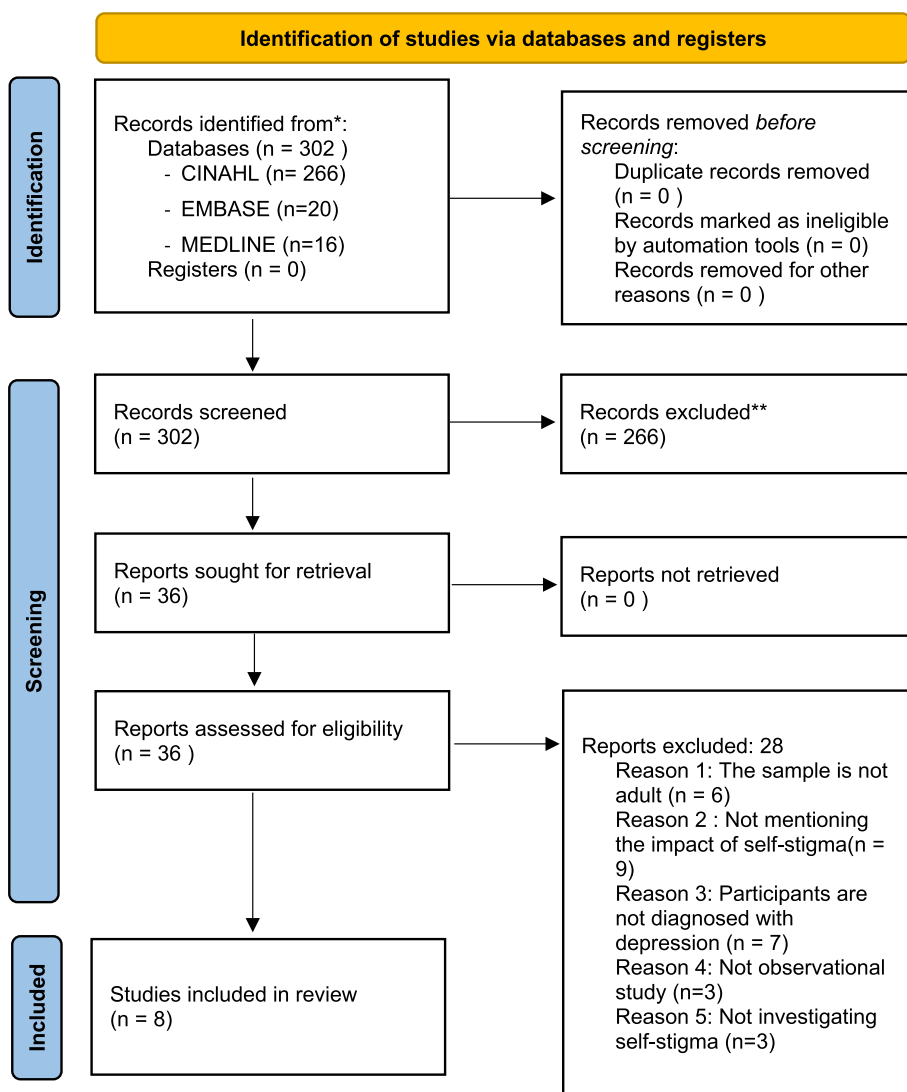 Identification of studies via databases and registers
Identification
Records identified from*:
Databases (n = 302 )
- CINAHL (n= 266)
- EMBASE (n=20)
- MEDLINE (n=16)
Registers (n = 0)
Records removed before
screening:
Duplicate records removed
(n = 0 )
Records marked as ineligible
by automation tools (n = 0)
Records removed for other
reasons (n = 0 )
Screening
Records screened
(n = 302)
Records excluded**
(n = 266)
Reports sought for retrieval
(n = 36)
Reports not retrieved
(n = 0 )
Reports assessed for eligibility
(n = 36 )
Reports excluded: 28
Reason 1: The sample is not
adult (n = 6)
Reason 2 : Not mentioning
the impact of self-stigma(n =
9)
Reason 3: Participants are
not diagnosed with
depression (n = 7)
Reason 4: Not observational
study (n=3)
Reason 5: Not investigating
self-stigma (n=3)
Included
Studies included in review
(n = 8)